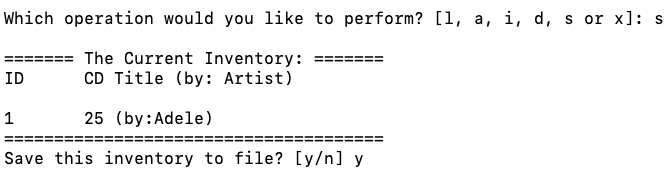 Which operation would you like to perform? [l, a, i, d, s or x]: s
======= The Current Inventory: =======
ID      CD Title (by: Artist)
1       25 (by:Adele)
======================================
Save this inventory to file? [y/n] y